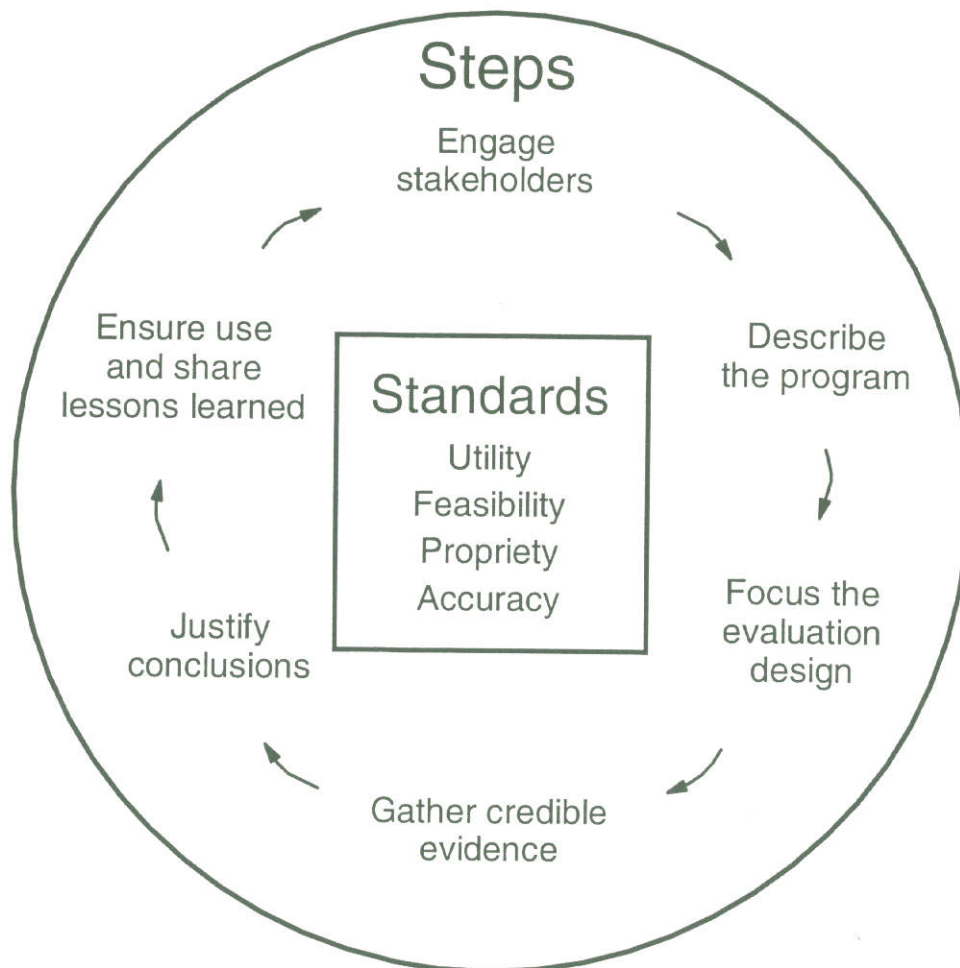 Steps
Engage
stakeholders
Describe
the program
Focus the
evaluation
design
Gather credible
evidence
Justify
conclusions
Ensure use
and share
lessons learned
Standards
Utility
Feasibility
Propriety
Accuracy